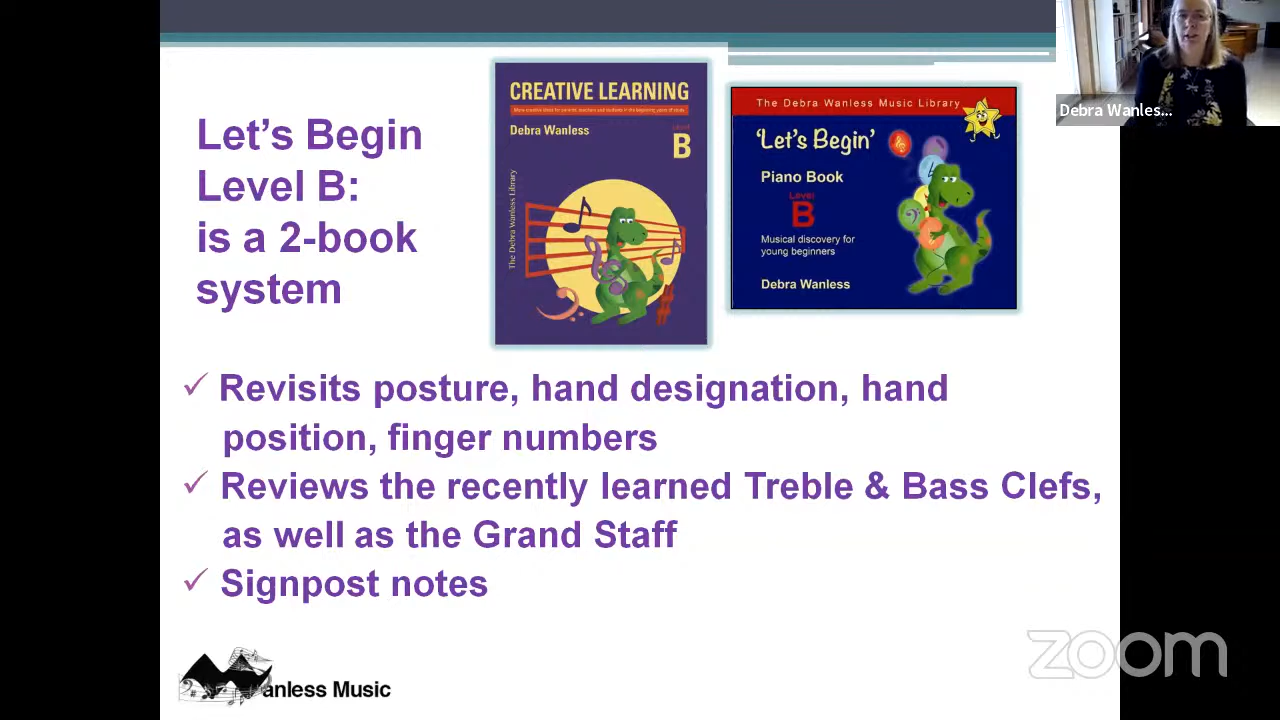 Let's Begin
Level B:
is a 2-book
system
CREATIVE LEARNING
Debra Wanless
B
The Debra Wanless Library
The Debra Wanless Music Library
'Let's Begin'
Piano Book
Level
B
Musical discovery for
young beginners
Debra Wanless
Debra Wanles...
✓ Revisits posture, hand designation, hand
position, finger numbers
✓ Reviews the recently learned Treble & Bass Clefs,
as well as the Grand Staff
✓ Signpost notes
anless Music
zoom